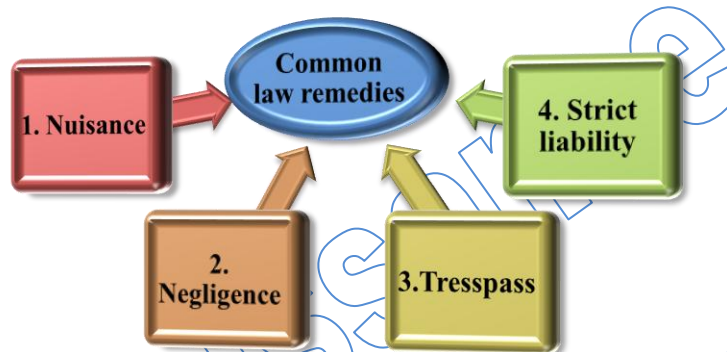 Common
law remedies
1. Nuisance
2.
Negligence
3.Tresspass
4. Strict
liability